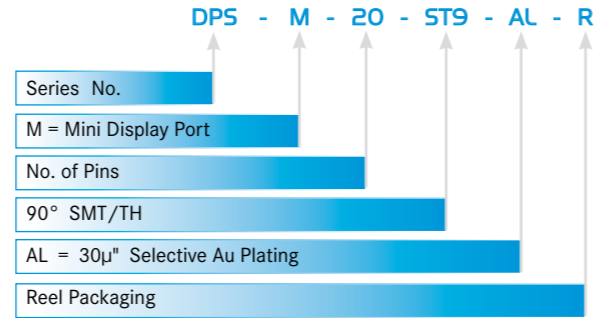 DPS - M - 20 - ST9 - AL - R
Series No.
M = Mini Display Port
No. of Pins
90° SMT/TH
AL = 30µ" Selective Au Plating
Reel Packaging